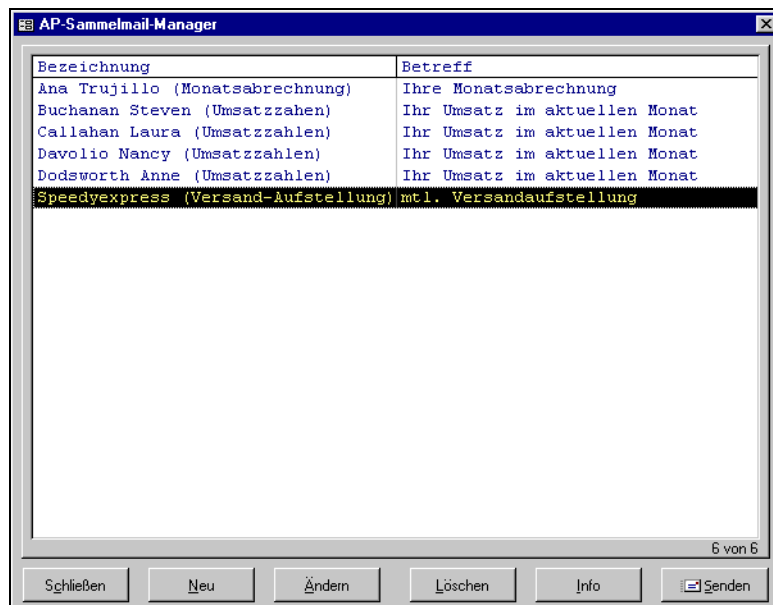 AP-Sammelmail-Manager
Bezeichnung Betreff
Ana Trujillo (Monatsabrechnung) Ihre Monatsabrechnung
Buchanan Steven (Umsatzzahen) Ihr Umsatz im aktuellen Monat
Callahan Laura (Umsatzzahlen) Ihr Umsatz im aktuellen Monat
Davolio Nancy (Umsatzzahlen) Ihr Umsatz im aktuellen Monat
Dodsworth Anne (Umsatzzahlen) Ihr Umsatz im aktuellen Monat
Speedyexpress (Versand-Aufstellung) mtl. Versandaufstellung
6 von 6
Schließen Neu Ändern Löschen Info Senden